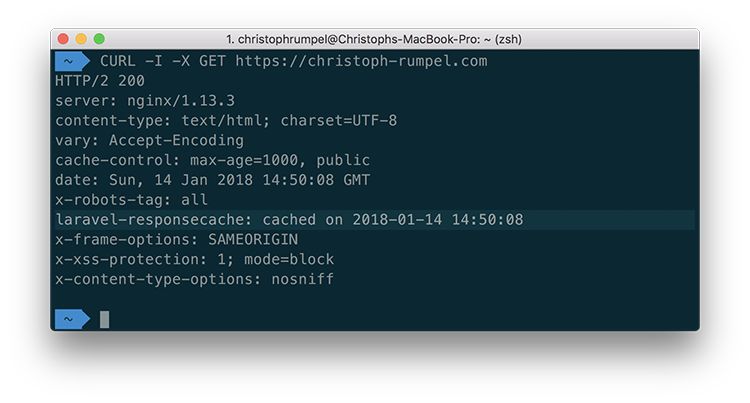 1. christophrumpel@Christophs-MacBook-Pro: ~ (zsh)
~ CURL -I -X GET https://christoph-rumpel.com
HTTP/2 200
server: nginx/1.13.3
content-type: text/html; charset=UTF-8
vary: Accept-Encoding
cache-control: max-age=1000, public
date: Sun, 14 Jan 2018 14:50:08 GMT
x-robots-tag: all
laravel-responsecache: cached on 2018-01-14 14:50:08
x-frame-options: SAMEORIGIN
x-xss-protection: 1; mode=block
x-content-type-options: nosniff
~